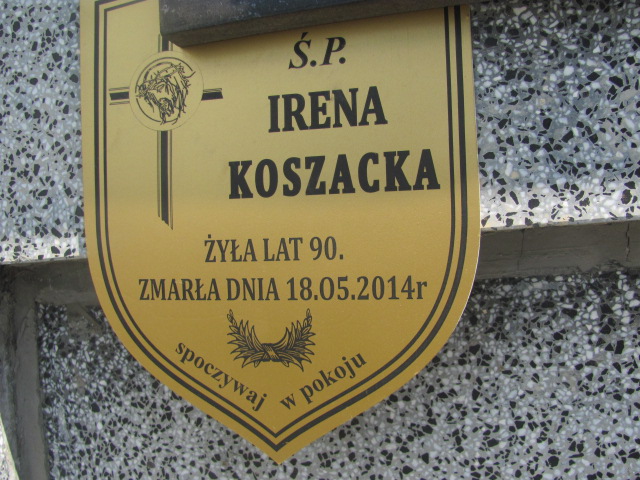 Ś.P.
IRENA
KOSZACKA
ŻYŁA LAT 90.
ZMARŁA DNIA 18.05.2014r
spoczywaj w pokoju